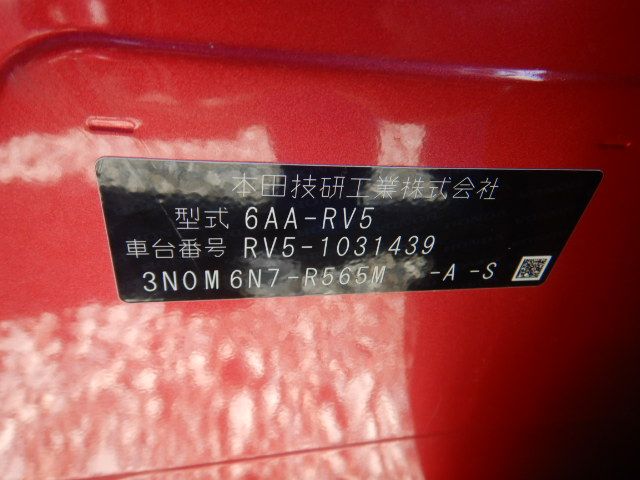 本田技研工業株式会社
型式 6AA-RV5
車台番号 RV5-1031439
3N0M6N7-R565M -A-S